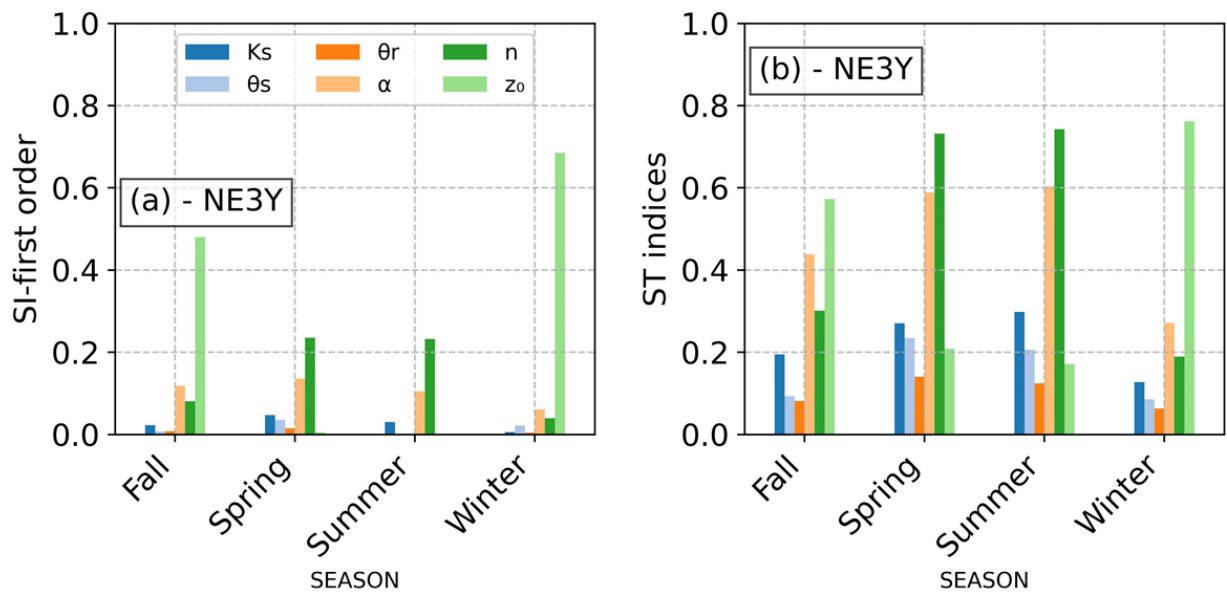 SI-first order
1.0
0.8
0.6
0.4
0.2
0.0
Ks θr n
θs α z₀
(a) - NE3Y
Fall Spring Summer Winter
SEASON
ST indices
1.0
0.8
0.6
0.4
0.2
0.0
(b) - NE3Y
Fall Spring Summer Winter
SEASON